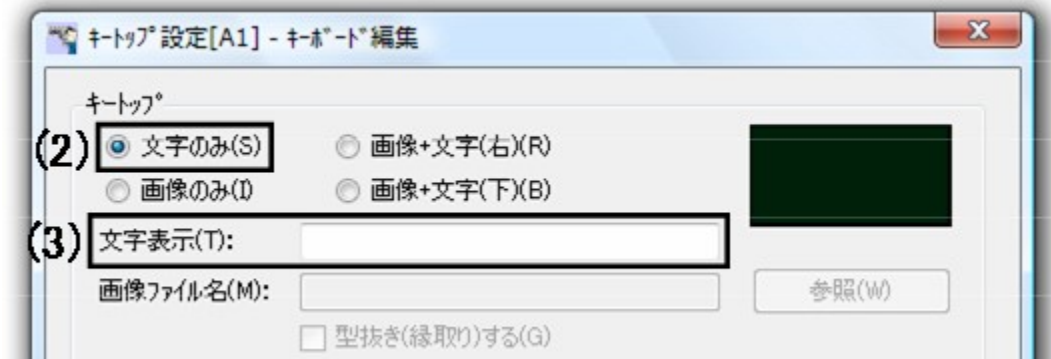 ｷｰﾄｯﾌﾟ設定[A1] - ｷｰﾎﾞｰﾄﾞ編集
ｷｰﾄｯﾌﾟ
(2) 文字のみ(S) 画像+文字(右)(R)
画像のみ(I) 画像+文字(下)(B)
(3) 文字表示(T):
画像ﾌｧｲﾙ名(M): 参照(W)
型抜き(縁取り)する(G)